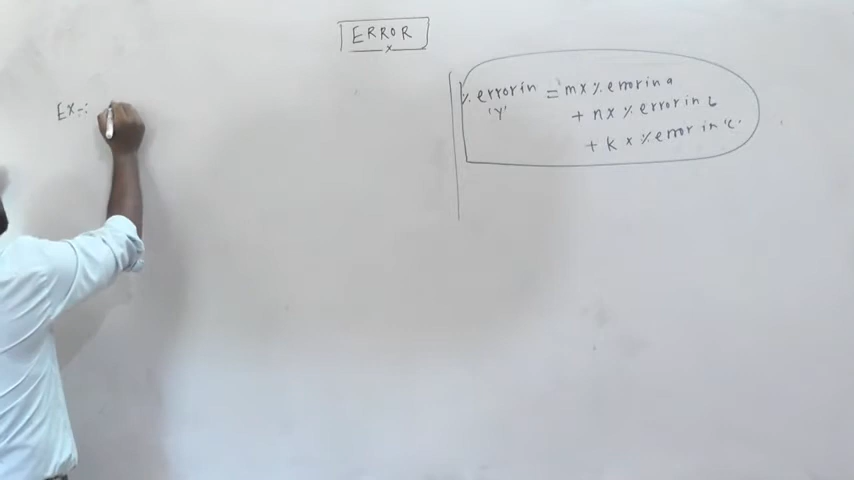 ERROR
% error in = m x % error in a
'y'
+ n x % error in b
+ k x % error in 'c'
Ex-: